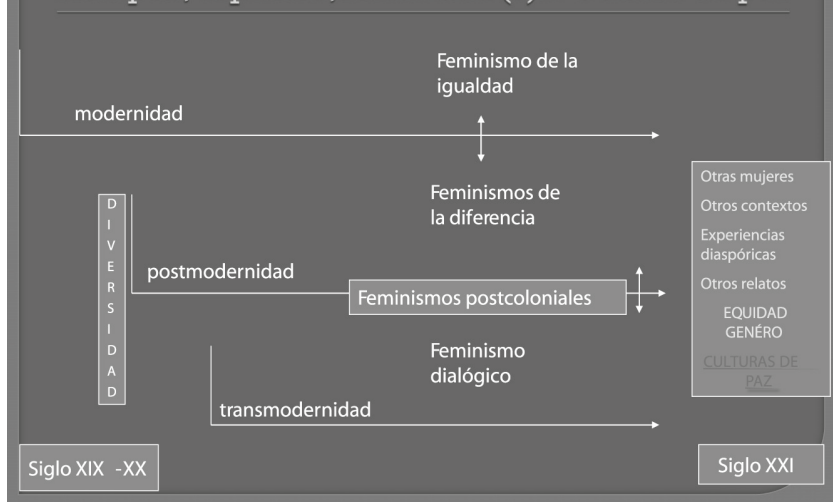 Feminismo de la
igualdad
modernidad
Feminismos de
la diferencia
DIVERSIDAD
postmodernidad
Feminismos postcoloniales
Feminismo
dialógico
transmodernidad
Otras mujeres
Otros contextos
Experiencias
diaspóricas
Otros relatos
EQUIDAD
GENÉRO
CULTURAS DE
PAZ
Siglo XIX -XX
Siglo XXI